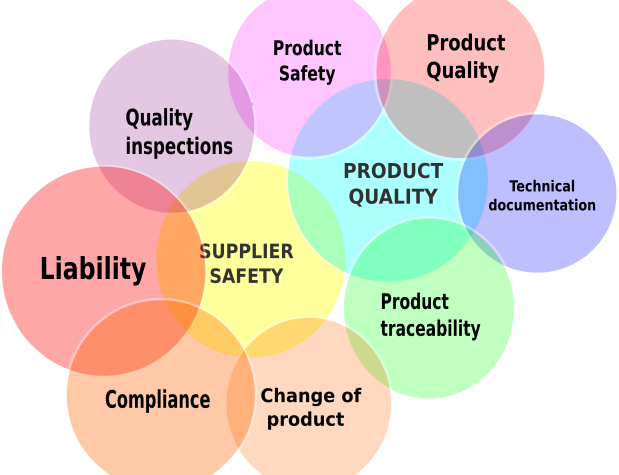 Product
Safety
Product
Quality
Quality
inspections
PRODUCT
QUALITY
Technical
documentation
Liability
SUPPLIER
SAFETY
Product
traceability
Compliance
Change of
product